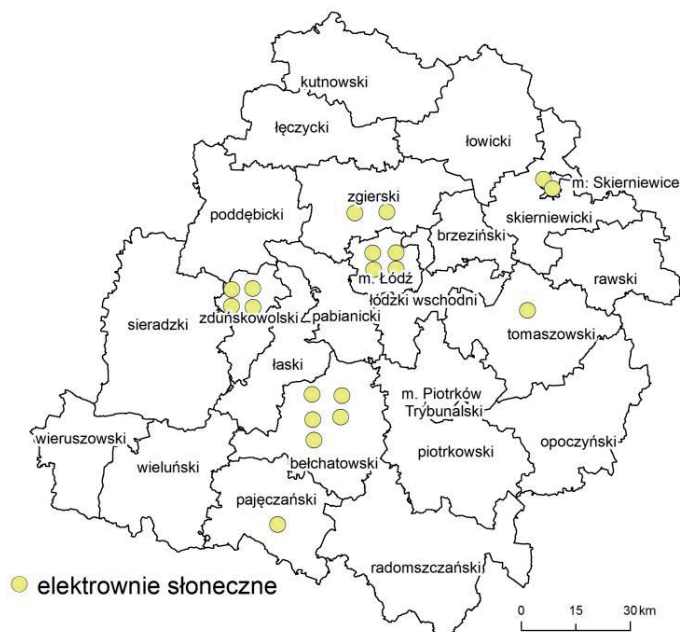 kutnowski
łęczycki
łowicki
m. Skierniewice
zgierski
skierniewicki
poddębicki
brzeziński
rawski
m. Łódź
łódzki wschodni
sieradzki
zduńskowolski
pabianicki
tomaszowski
łaski
m. Piotrków
Trybunalski
wieruszowski
wieluński
bełchatowski
piotrkowski
opoczyński
pajęczański
radomszczański
elektrownie słoneczne
0 15 30 km